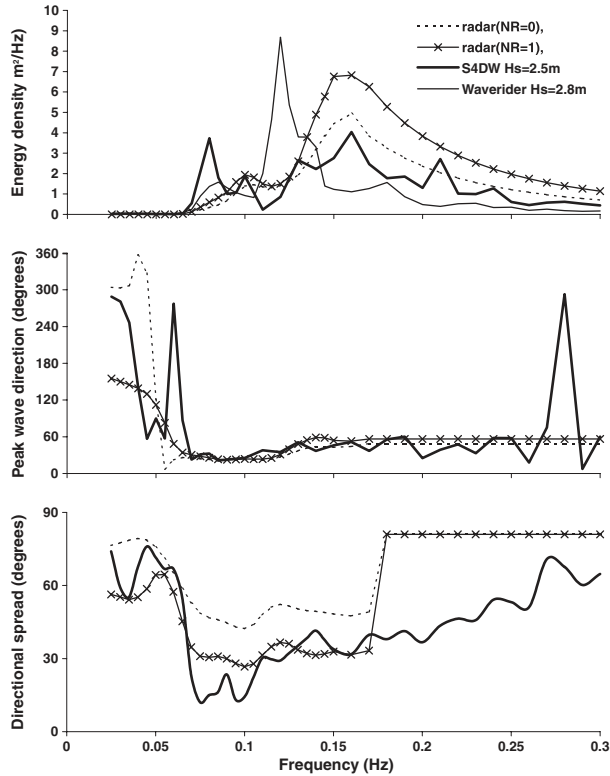 Energy density m²/Hz
10
9
8
7
6
5
4
3
2
1
0
radar(NR=0),
radar(NR=1),
S4DW Hs=2.5m
Waverider Hs=2.8m
Peak wave direction (degrees)
360
300
240
180
120
60
0
Directional spread (degrees)
90
60
30
0
0 0.05 0.1 0.15 0.2 0.25 0.3
Frequency (Hz)